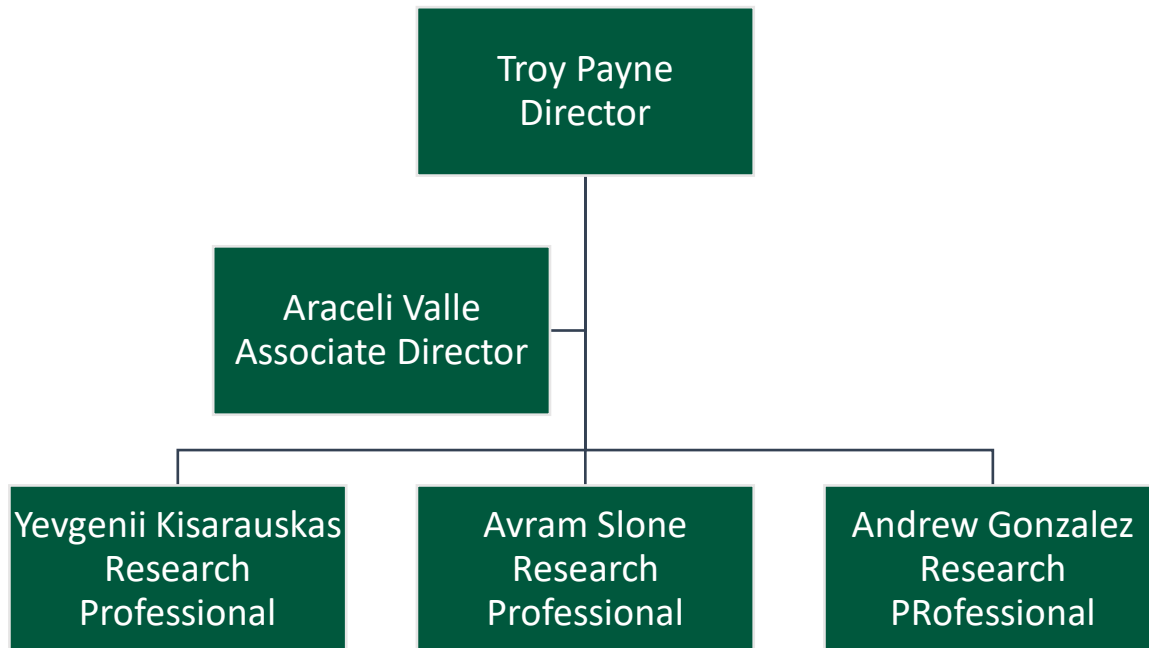 Troy Payne
Director
Araceli Valle
Associate Director
Yevgenii Kisarauskas
Research
Professional
Avram Slone
Research
Professional
Andrew Gonzalez
Research
PRofessional